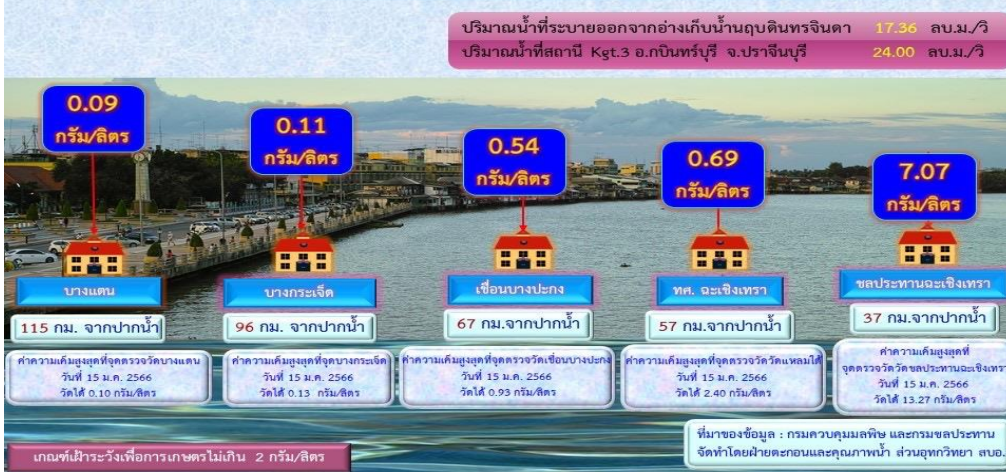 ปริมาณน้ำที่ระบายออกจากอ่างเก็บน้ำนฤบดินทรจินดา 17.36 ลบ.ม./วิ
ปริมาณน้ำที่สถานี Kgt.3 อ.กบินทร์บุรี จ.ปราจีนบุรี 24.00 ลบ.ม./วิ
0.09
กรัม/ลิตร
0.11
กรัม/ลิตร
0.54
กรัม/ลิตร
0.69
กรัม/ลิตร
7.07
กรัม/ลิตร
บางแตน
บางกระเจ็ด
เขื่อนบางปะกง
ทศ. ฉะเชิงเทรา
ชลประทานฉะเชิงเทรา
115 กม. จากปากน้ำ
96 กม. จากปากน้ำ
67 กม.จากปากน้ำ
57 กม.จากปากน้ำ
37 กม.จากปากน้ำ
ค่าความเค็มสูงสุดที่จุดตรวจวัดบางแตน
วันที่ 15 ม.ค. 2566
วัดได้ 0.10 กรัม/ลิตร
ค่าความเค็มสูงสุดที่จุดบางกระเจ็ด
วันที่ 15 ม.ค. 2566
วัดได้ 0.13 กรัม/ลิตร
ค่าความเค็มสูงสุดที่จุดตรวจวัดเขื่อนบางปะกง
วันที่ 15 ม.ค. 2566
วัดได้ 0.93 กรัม/ลิตร
ค่าความเค็มสูงสุดที่จุดตรวจวัดวัดแหลมใต้
วันที่ 15 ม.ค. 2566
วัดได้ 2.40 กรัม/ลิตร
ค่าความเค็มสูงสุดที่
จุดตรวจวัดวัดชลประทานฉะเชิงเทรา
วันที่ 15 ม.ค. 2566
วัดได้ 13.27 กรัม/ลิตร
เกณฑ์เฝ้าระวังเพื่อการเกษตรไม่เกิน 2 กรัม/ลิตร
ที่มาของข้อมูล : กรมควบคุมมลพิษ และกรมชลประทาน
จัดทำโดยฝ่ายตะกอนและคุณภาพน้ำ ส่วนอุทกวิทยา สบอ.